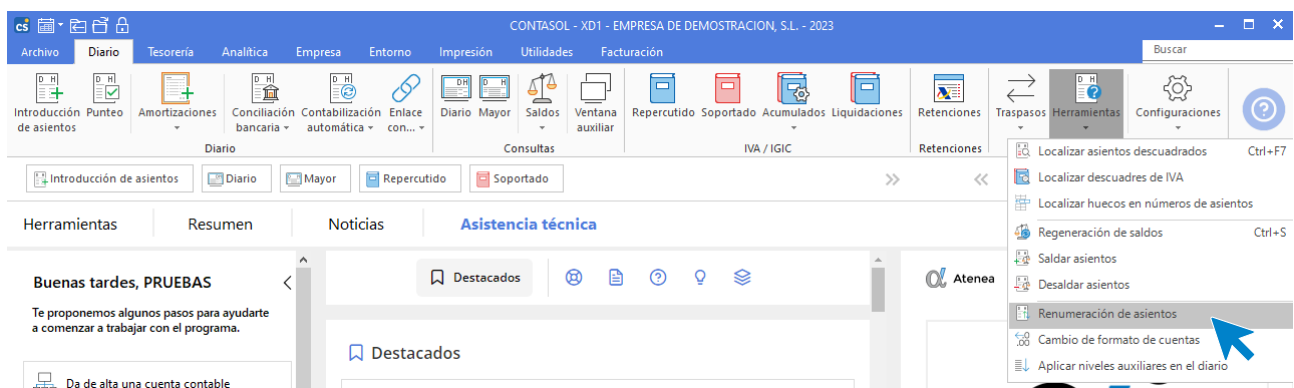 cs
CONTASOL - XD1 - EMPRESA DE DEMOSTRACION, S.L. - 2023
Archivo Diario Tesorería Analítica Empresa Entorno Impresión Utilidades Facturación Buscar
Introducción de asientos
Punteo
Amortizaciones
Conciliación bancaria
Contabilización automática
Enlace con...
Diario
Mayor
Saldos
Ventana auxiliar
Repercutido
Soportado
Acumulados
Liquidaciones
Retenciones
Traspasos
Herramientas
Configuraciones
Diario Consultas IVA / IGIC Retenciones
Introducción de asientos Diario Mayor Repercutido Soportado
Herramientas Resumen Noticias Asistencia técnica
Buenas tardes, PRUEBAS
Te proponemos algunos pasos para ayudarte
a comenzar a trabajar con el programa.
Da de alta una cuenta contable
Destacados
Destacados
Atenea
Localizar asientos descuadrados Ctrl+F7
Localizar descuadres de IVA
Localizar huecos en números de asientos
Regeneración de saldos Ctrl+S
Saldar asientos
Desaldar asientos
Renumeración de asientos
Cambio de formato de cuentas
Aplicar niveles auxiliares en el diario